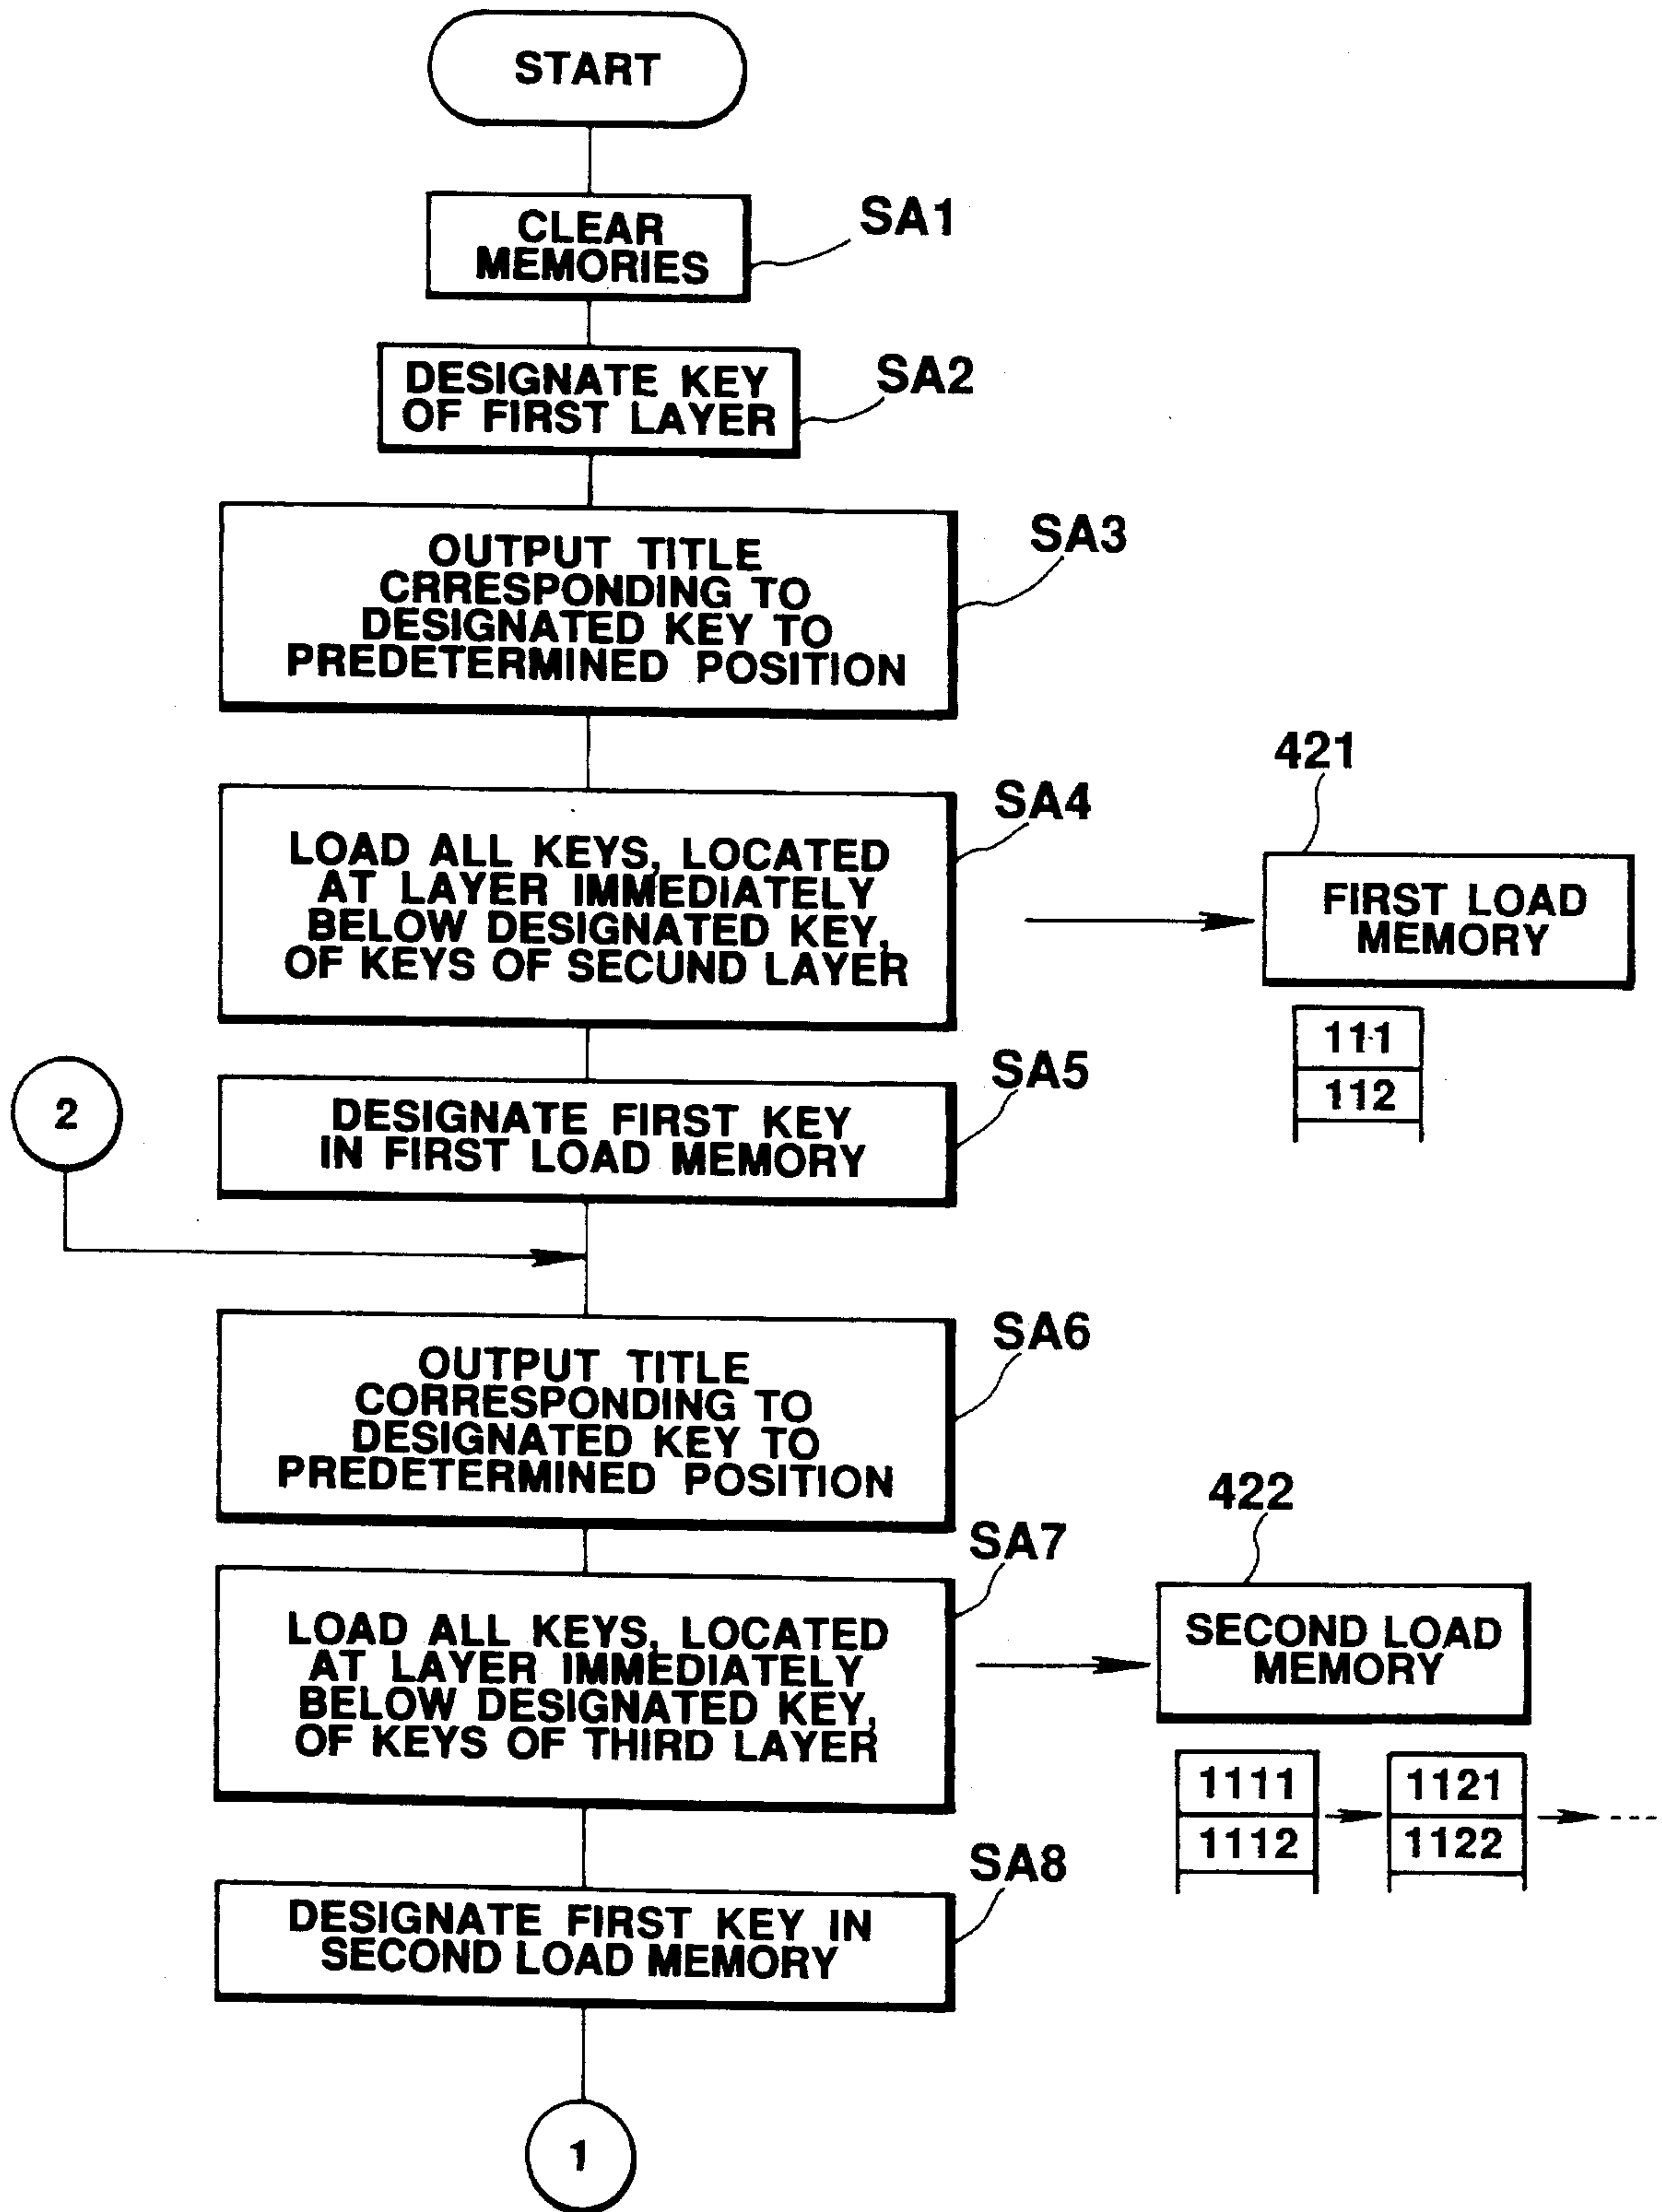 START
CLEAR
MEMORIES
SA1
DESIGNATE KEY
OF FIRST LAYER
SA2
OUTPUT TITLE
CRRESPONDING TO
DESIGNATED KEY TO
PREDETERMINED POSITION
SA3
LOAD ALL KEYS, LOCATED
AT LAYER IMMEDIATELY
BELOW DESIGNATED KEY,
OF KEYS OF SECUND LAYER
SA4
421
FIRST LOAD
MEMORY
111
112
2
DESIGNATE FIRST KEY
IN FIRST LOAD MEMORY
SA5
OUTPUT TITLE
CORRESPONDING TO
DESIGNATED KEY TO
PREDETERMINED POSITION
SA6
LOAD ALL KEYS, LOCATED
AT LAYER IMMEDIATELY
BELOW DESIGNATED KEY,
OF KEYS OF THIRD LAYER
SA7
422
SECOND LOAD
MEMORY
1111
1112
1121
1122
DESIGNATE FIRST KEY IN
SECOND LOAD MEMORY
SA8
1